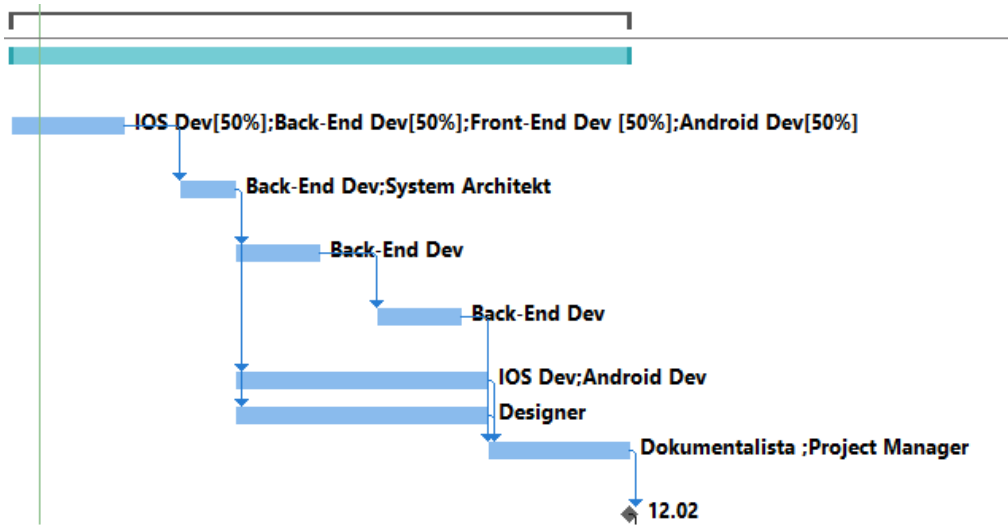 IOS Dev[50%];Back-End Dev[50%];Front-End Dev [50%];Android Dev[50%]
Back-End Dev;System Architekt
Back-End Dev
Back-End Dev
IOS Dev;Android Dev
Designer
Dokumentalista ;Project Manager
12.02